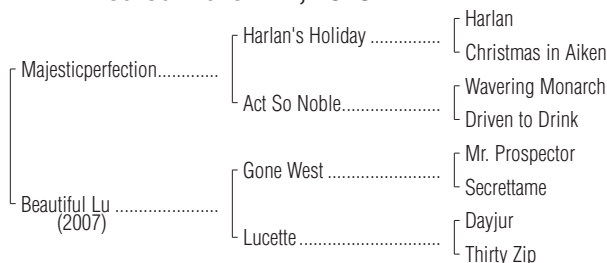 Harlan
Harlan's Holiday ..................
Christmas in Aiken
Majesticperfection.............
Wavering Monarch
Act So Noble.....................
Driven to Drink
Mr. Prospector
Gone West ........................
Secrettame
Beautiful Lu ......................
(2007)
Dayjur
Lucette ..............................
Thirty Zip